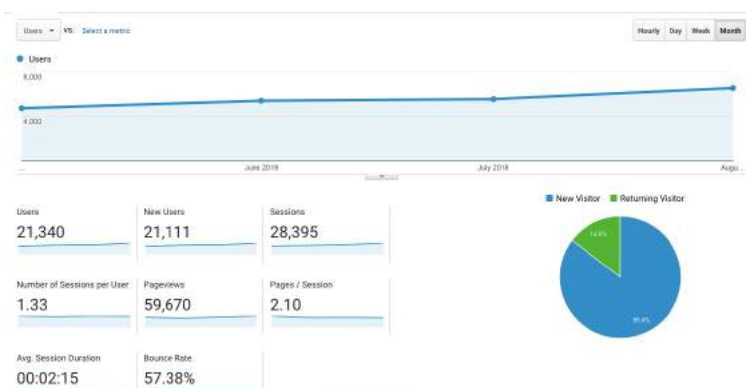 Users VS. Select a metric
Hourly Day Week Month
Users
8,000
4,000
...
June 2018
July 2018
Augu...
New Visitor Returning Visitor
Users
21,340
New Users
21,111
Sessions
28,395
Number of Sessions per User
1.33
Pageviews
59,670
Pages / Session
2.10
Avg. Session Duration
00:02:15
Bounce Rate
57.38%